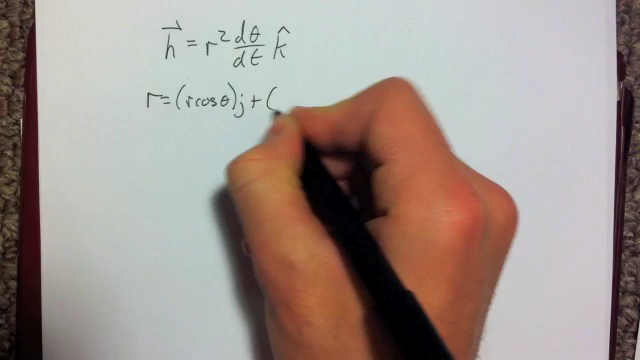 h⃗ = r² dθ/dt k̂
r = (r cos θ)j + (